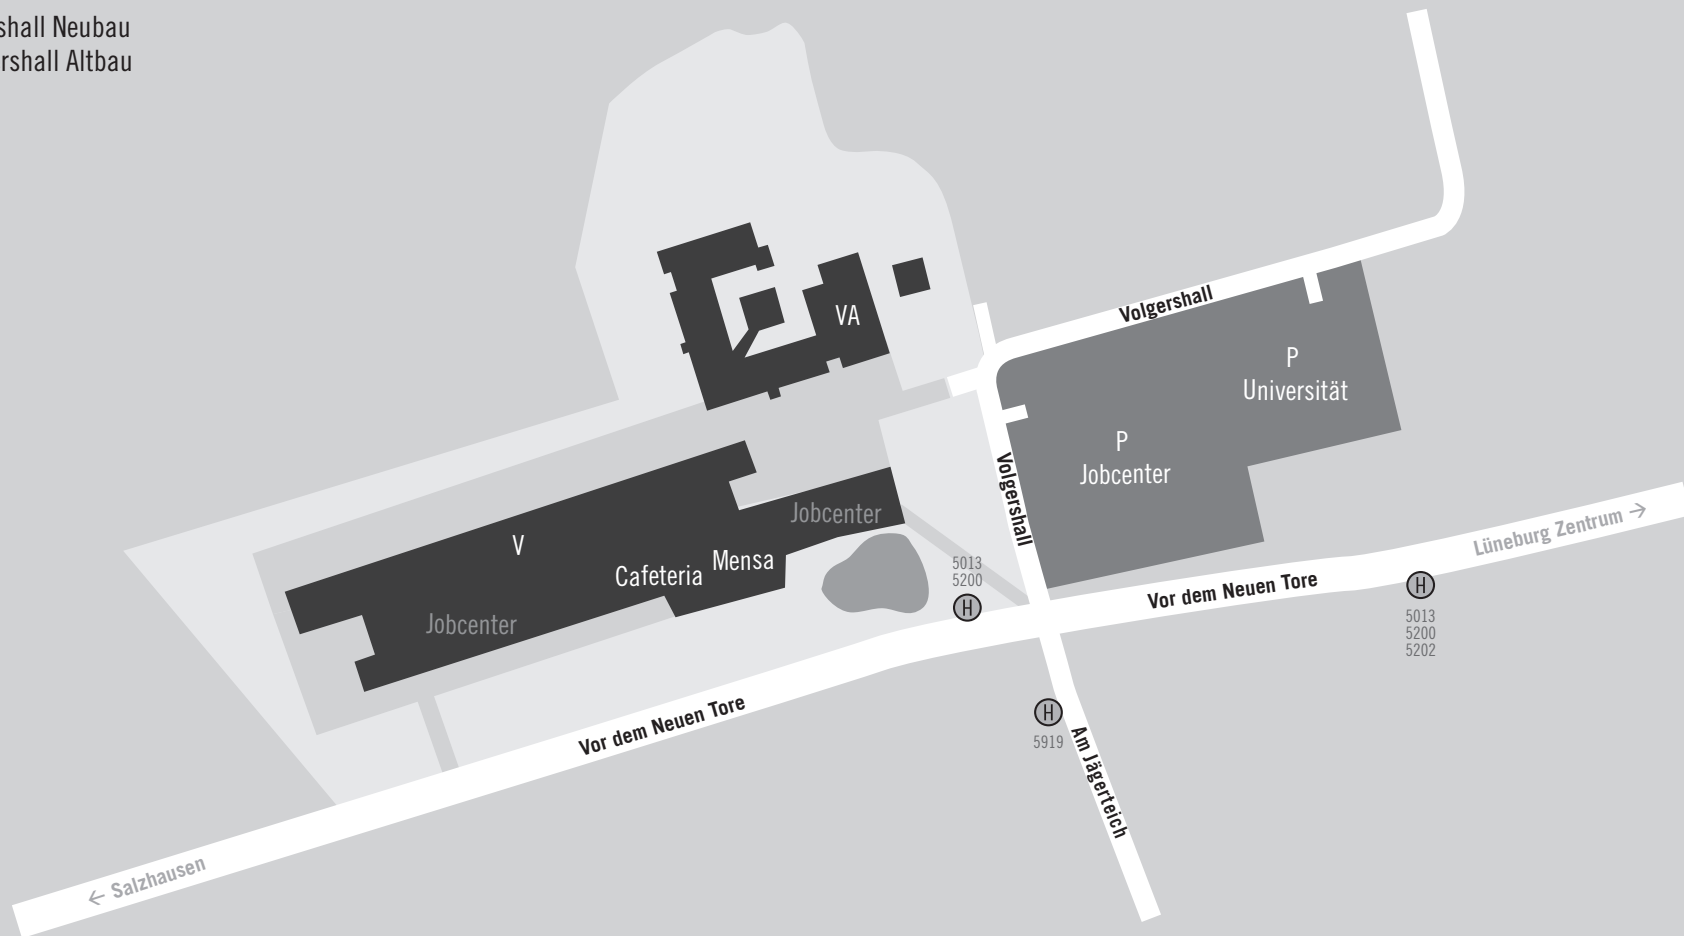 shall Neubau
rshall Altbau
VA
Volgershall
P
Universität
P
Jobcenter
Volgershall
Jobcenter
V
Mensa
Cafeteria
Jobcenter
5013
5200
H
Lüneburg Zentrum →
Vor dem Neuen Tore
H
5013
5200
5202
Vor dem Neuen Tore
H
5919
Am Jägerteich
← Salzhausen